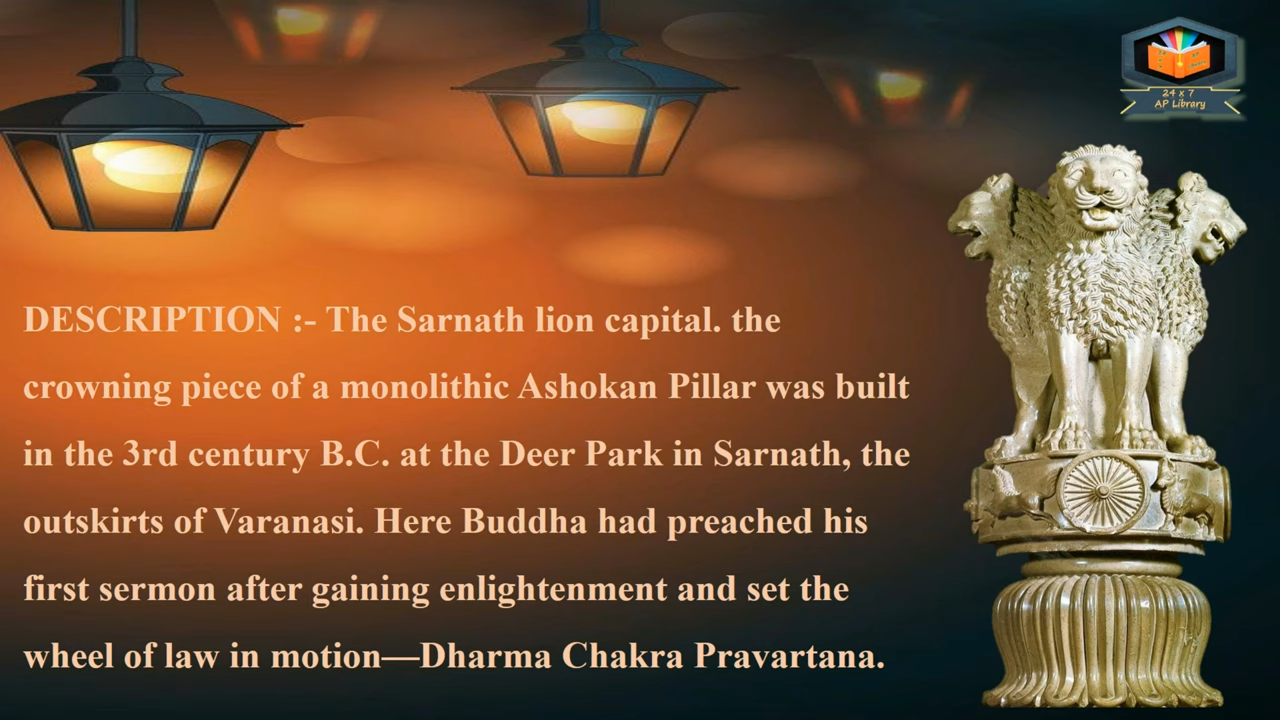 24 x 7
AP Library
DESCRIPTION :- The Sarnath lion capital. the
crowning piece of a monolithic Ashokan Pillar was built
in the 3rd century B.C. at the Deer Park in Sarnath, the
outskirts of Varanasi. Here Buddha had preached his
first sermon after gaining enlightenment and set the
wheel of law in motion—Dharma Chakra Pravartana.